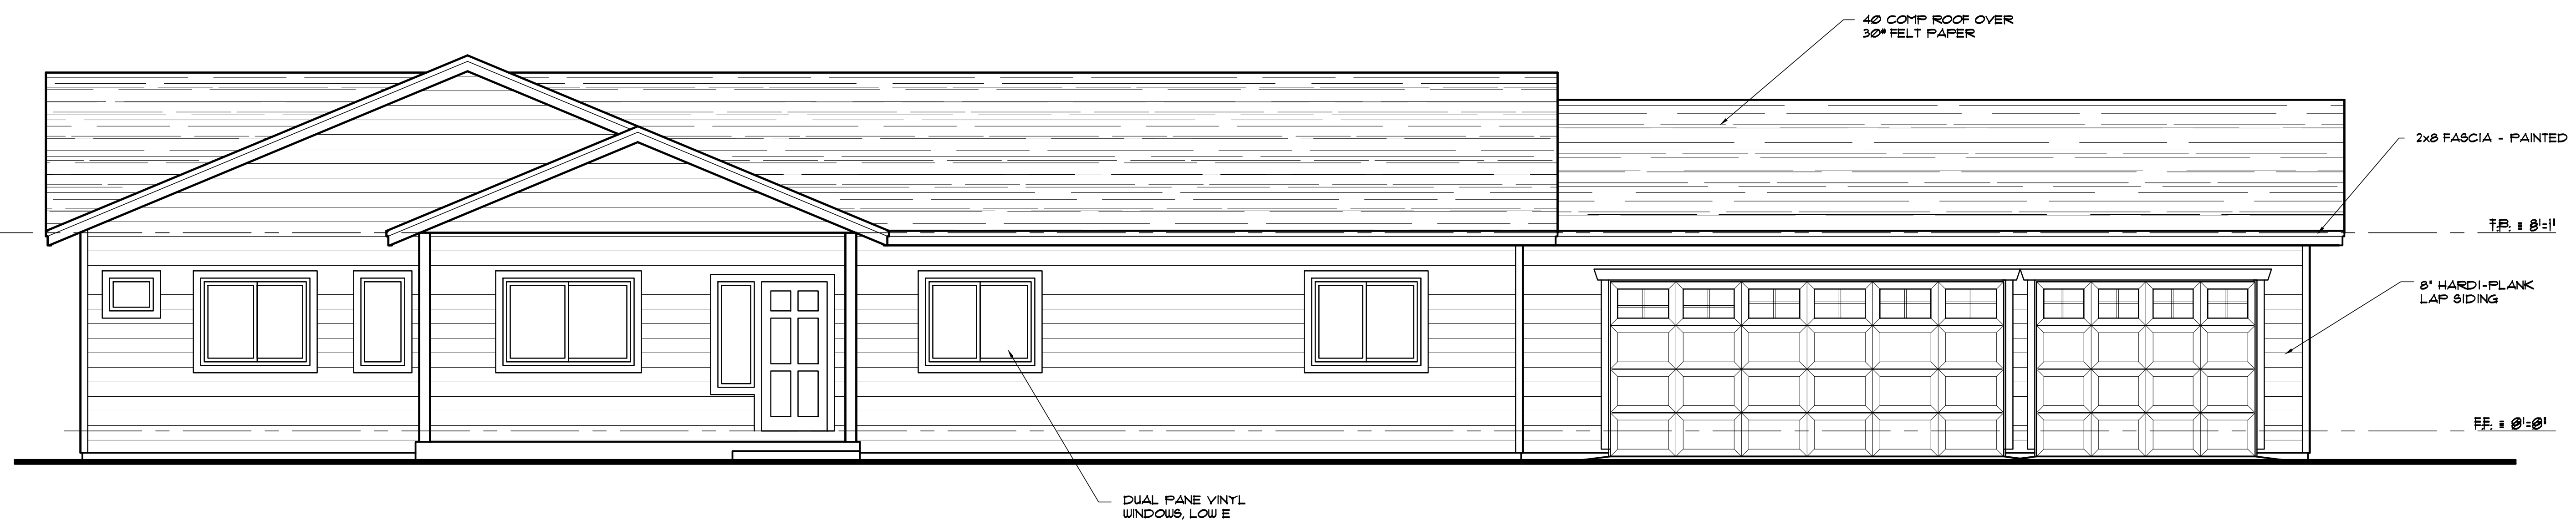 40 COMP ROOF OVER
30# FELT PAPER
2x8 FASCIA - PAINTED
T.P. = 8'-1"
8" HARDI-PLANK
LAP SIDING
F.F. = 0'-0"
DUAL PANE VINYL
WINDOWS, LOW E